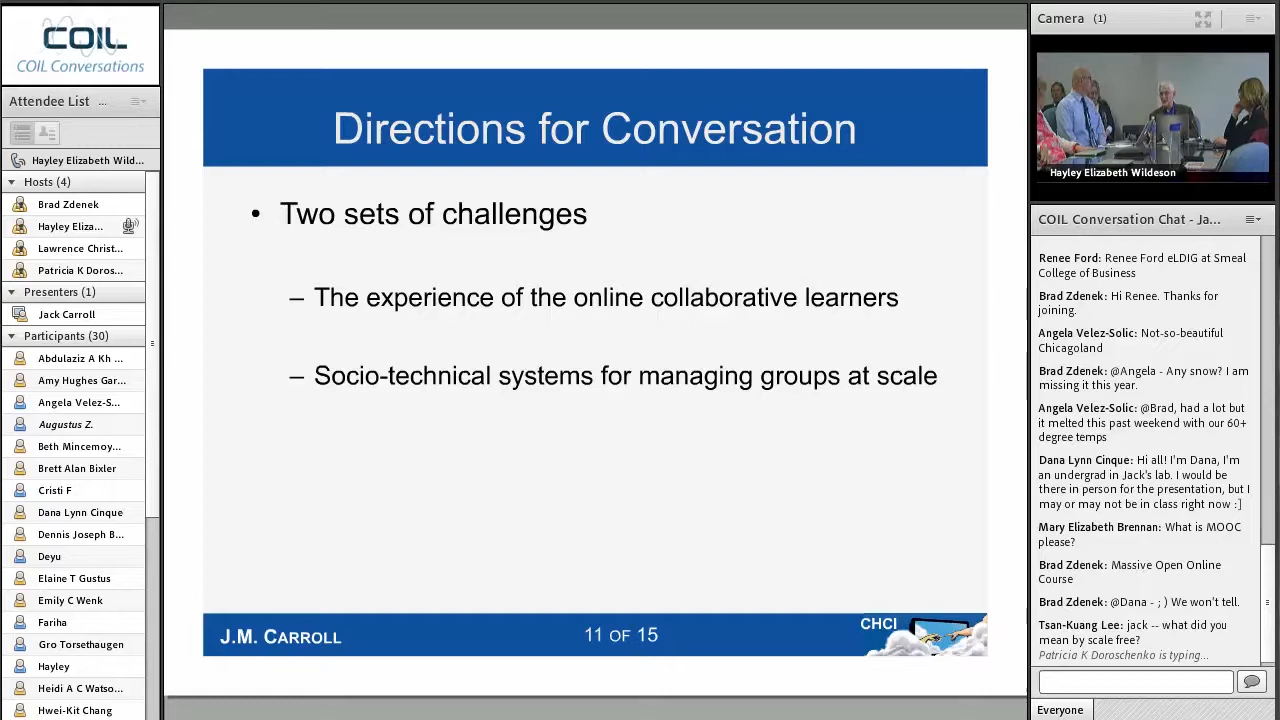 COIL
COIL Conversations
Attendee List ...
Hayley Elizabeth Wild...
Hosts (4)
Brad Zdenek
Hayley Eliza...
Lawrence Christ...
Patricia K Doros...
Presenters (1)
Jack Carroll
Participants (30)
Abdulaziz A Kh ...
Amy Hughes Gar...
Angela Velez-S...
Augustus Z.
Beth Mincemoy...
Brett Alan Bixler
Cristi F
Dana Lynn Cinque
Dennis Joseph B...
Deyu
Elaine T Gustus
Emily C Wenk
Fariha
Gro Torsethaugen
Hayley
Heidi A C Watso...
Hwei-Kit Chang
Directions for Conversation
• Two sets of challenges
– The experience of the online collaborative learners
– Socio-technical systems for managing groups at scale
J.M. CARROLL
11 OF 15
CHCI
Camera (1)
Hayley Elizabeth Wildeson
COIL Conversation Chat - Ja...
Renee Ford: Renee Ford eLDIG at Smeal
College of Business
Brad Zdenek: Hi Renee. Thanks for
joining.
Angela Velez-Solic: Not-so-beautiful
Chicagoland
Brad Zdenek: @Angela - Any snow? I am
missing it this year.
Angela Velez-Solic: @Brad, had a lot but
it melted this past weekend with our 60+
degree temps
Dana Lynn Cinque: Hi all! I'm Dana, I'm
an undergrad in Jack's lab. I would be
there in person for the presentation, but I
may or may not be in class right now :]
Mary Elizabeth Brennan: What is MOOC
please?
Brad Zdenek: Massive Open Online
Course
Brad Zdenek: @Dana - ; ) We won't tell.
Tsan-Kuang Lee: jack -- what did you
mean by scale free?
Patricia K Doroschenko is typing...
Everyone